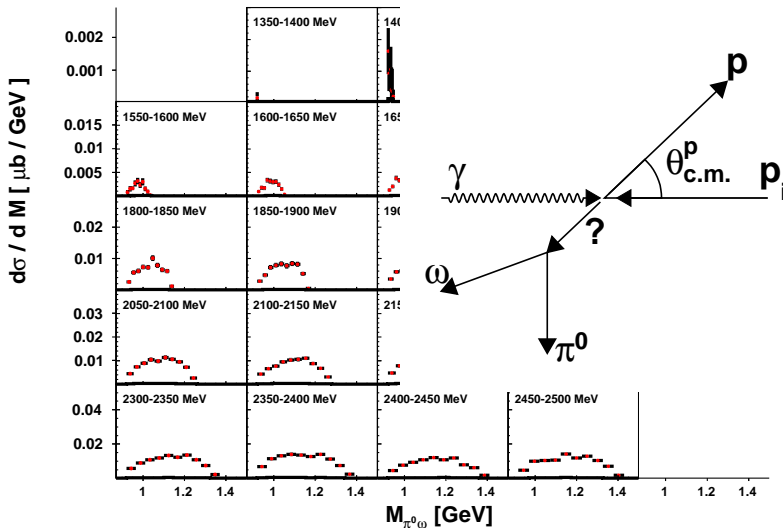 dσ / d M [ μb / GeV ]
0.002
0.001
1350-1400 MeV
140
0.015
0.01
0.005
1550-1600 MeV
1600-1650 MeV
165
0.02
0.01
1800-1850 MeV
1850-1900 MeV
190
0.03
0.02
0.01
2050-2100 MeV
2100-2150 MeV
215
0.04
0.02
2300-2350 MeV
2350-2400 MeV
2400-2450 MeV
2450-2500 MeV
1 1.2 1.4 1 1.2 1.4 1 1.2 1.4 1 1.2 1.4 1 1.2 1.4
M π⁰ω [GeV]
p
θ p c.m.
γ
p i
?
ω
π⁰